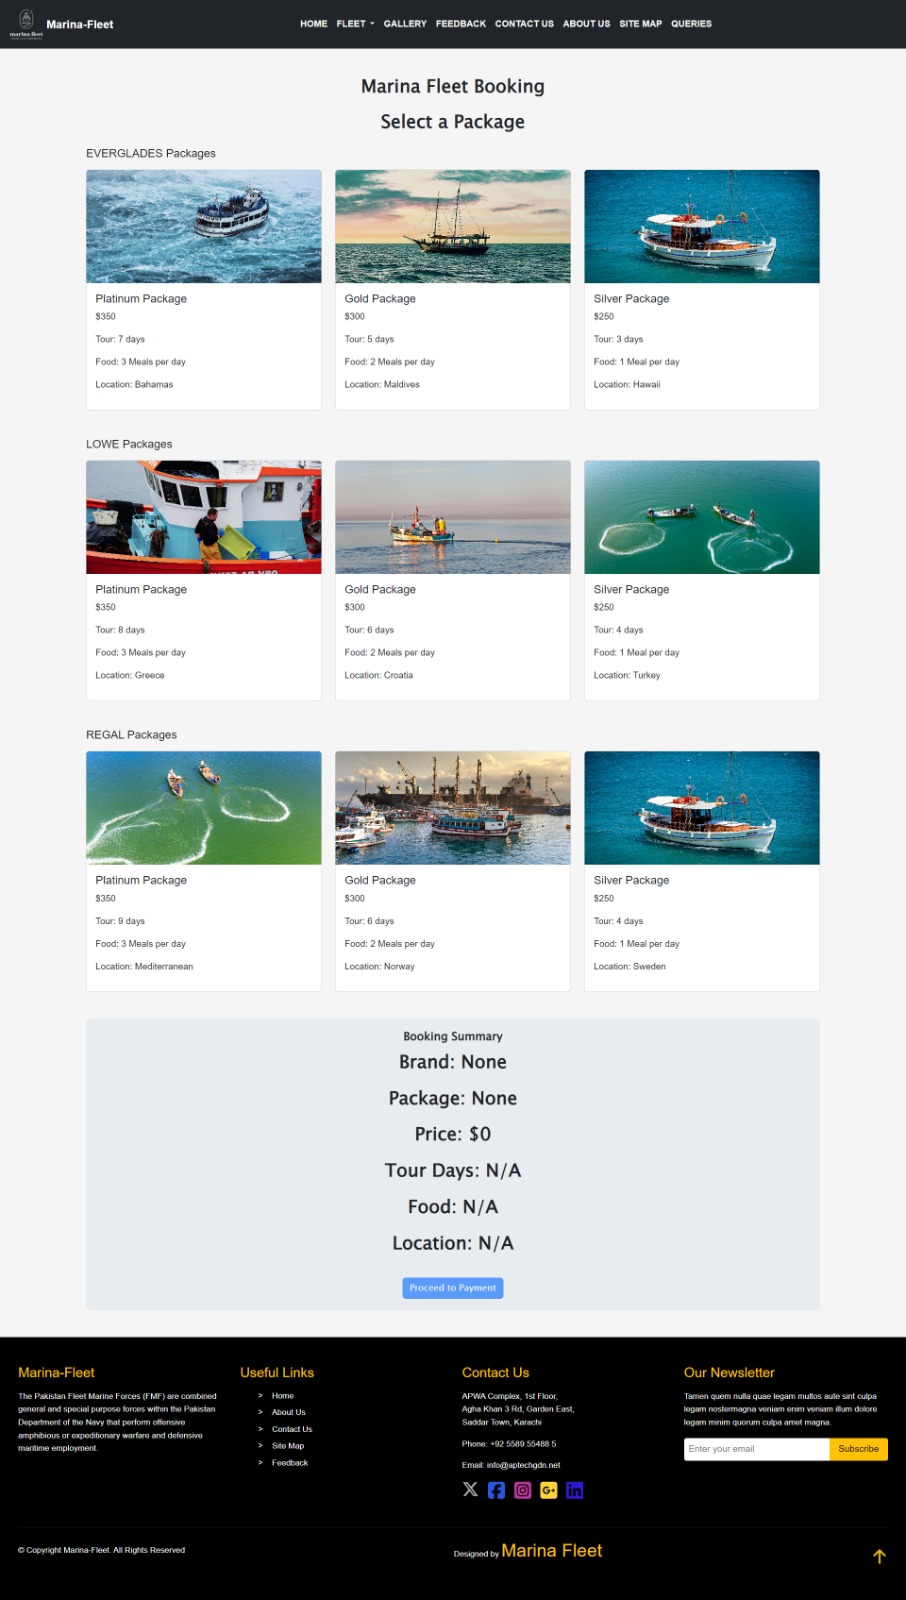 marina fleet
Marina-Fleet
HOME FLEET GALLERY FEEDBACK CONTACT US ABOUT US SITE MAP QUERIES
Marina Fleet Booking
Select a Package
EVERGLADES Packages
Platinum Package
$350
Tour: 7 days
Food: 3 Meals per day
Location: Bahamas
Gold Package
$300
Tour: 5 days
Food: 2 Meals per day
Location: Maldives
Silver Package
$250
Tour: 3 days
Food: 1 Meal per day
Location: Hawaii
LOWE Packages
Platinum Package
$350
Tour: 8 days
Food: 3 Meals per day
Location: Greece
Gold Package
$300
Tour: 6 days
Food: 2 Meals per day
Location: Croatia
Silver Package
$250
Tour: 4 days
Food: 1 Meal per day
Location: Turkey
REGAL Packages
Platinum Package
$350
Tour: 9 days
Food: 3 Meals per day
Location: Mediterranean
Gold Package
$300
Tour: 6 days
Food: 2 Meals per day
Location: Norway
Silver Package
$250
Tour: 4 days
Food: 1 Meal per day
Location: Sweden
Booking Summary
Brand: None
Package: None
Price: $0
Tour Days: N/A
Food: N/A
Location: N/A
Proceed to Payment
Marina-Fleet
The Pakistan Fleet Marine Forces (FMF) are combined
general and special purpose forces within the Pakistan
Department of the Navy that perform offensive
amphibious or expeditionary warfare and defensive
maritime employment.
Useful Links
> Home
> About Us
> Contact Us
> Site Map
> Feedback
Contact Us
APWA Complex, 1st Floor,
Agha Khan 3 Rd, Garden East,
Saddar Town, Karachi
Phone: +92 5589 55488 5
Email: info@aptechgdn.net
Our Newsletter
Tamen quem nulla quae legam multos aute sint culpa
legam nostermagna veniam enim veniam illum dolore
legam minim quorum culpa amet magna.
Enter your email
Subscribe
© Copyright Marina-Fleet. All Rights Reserved
Designed by Marina Fleet